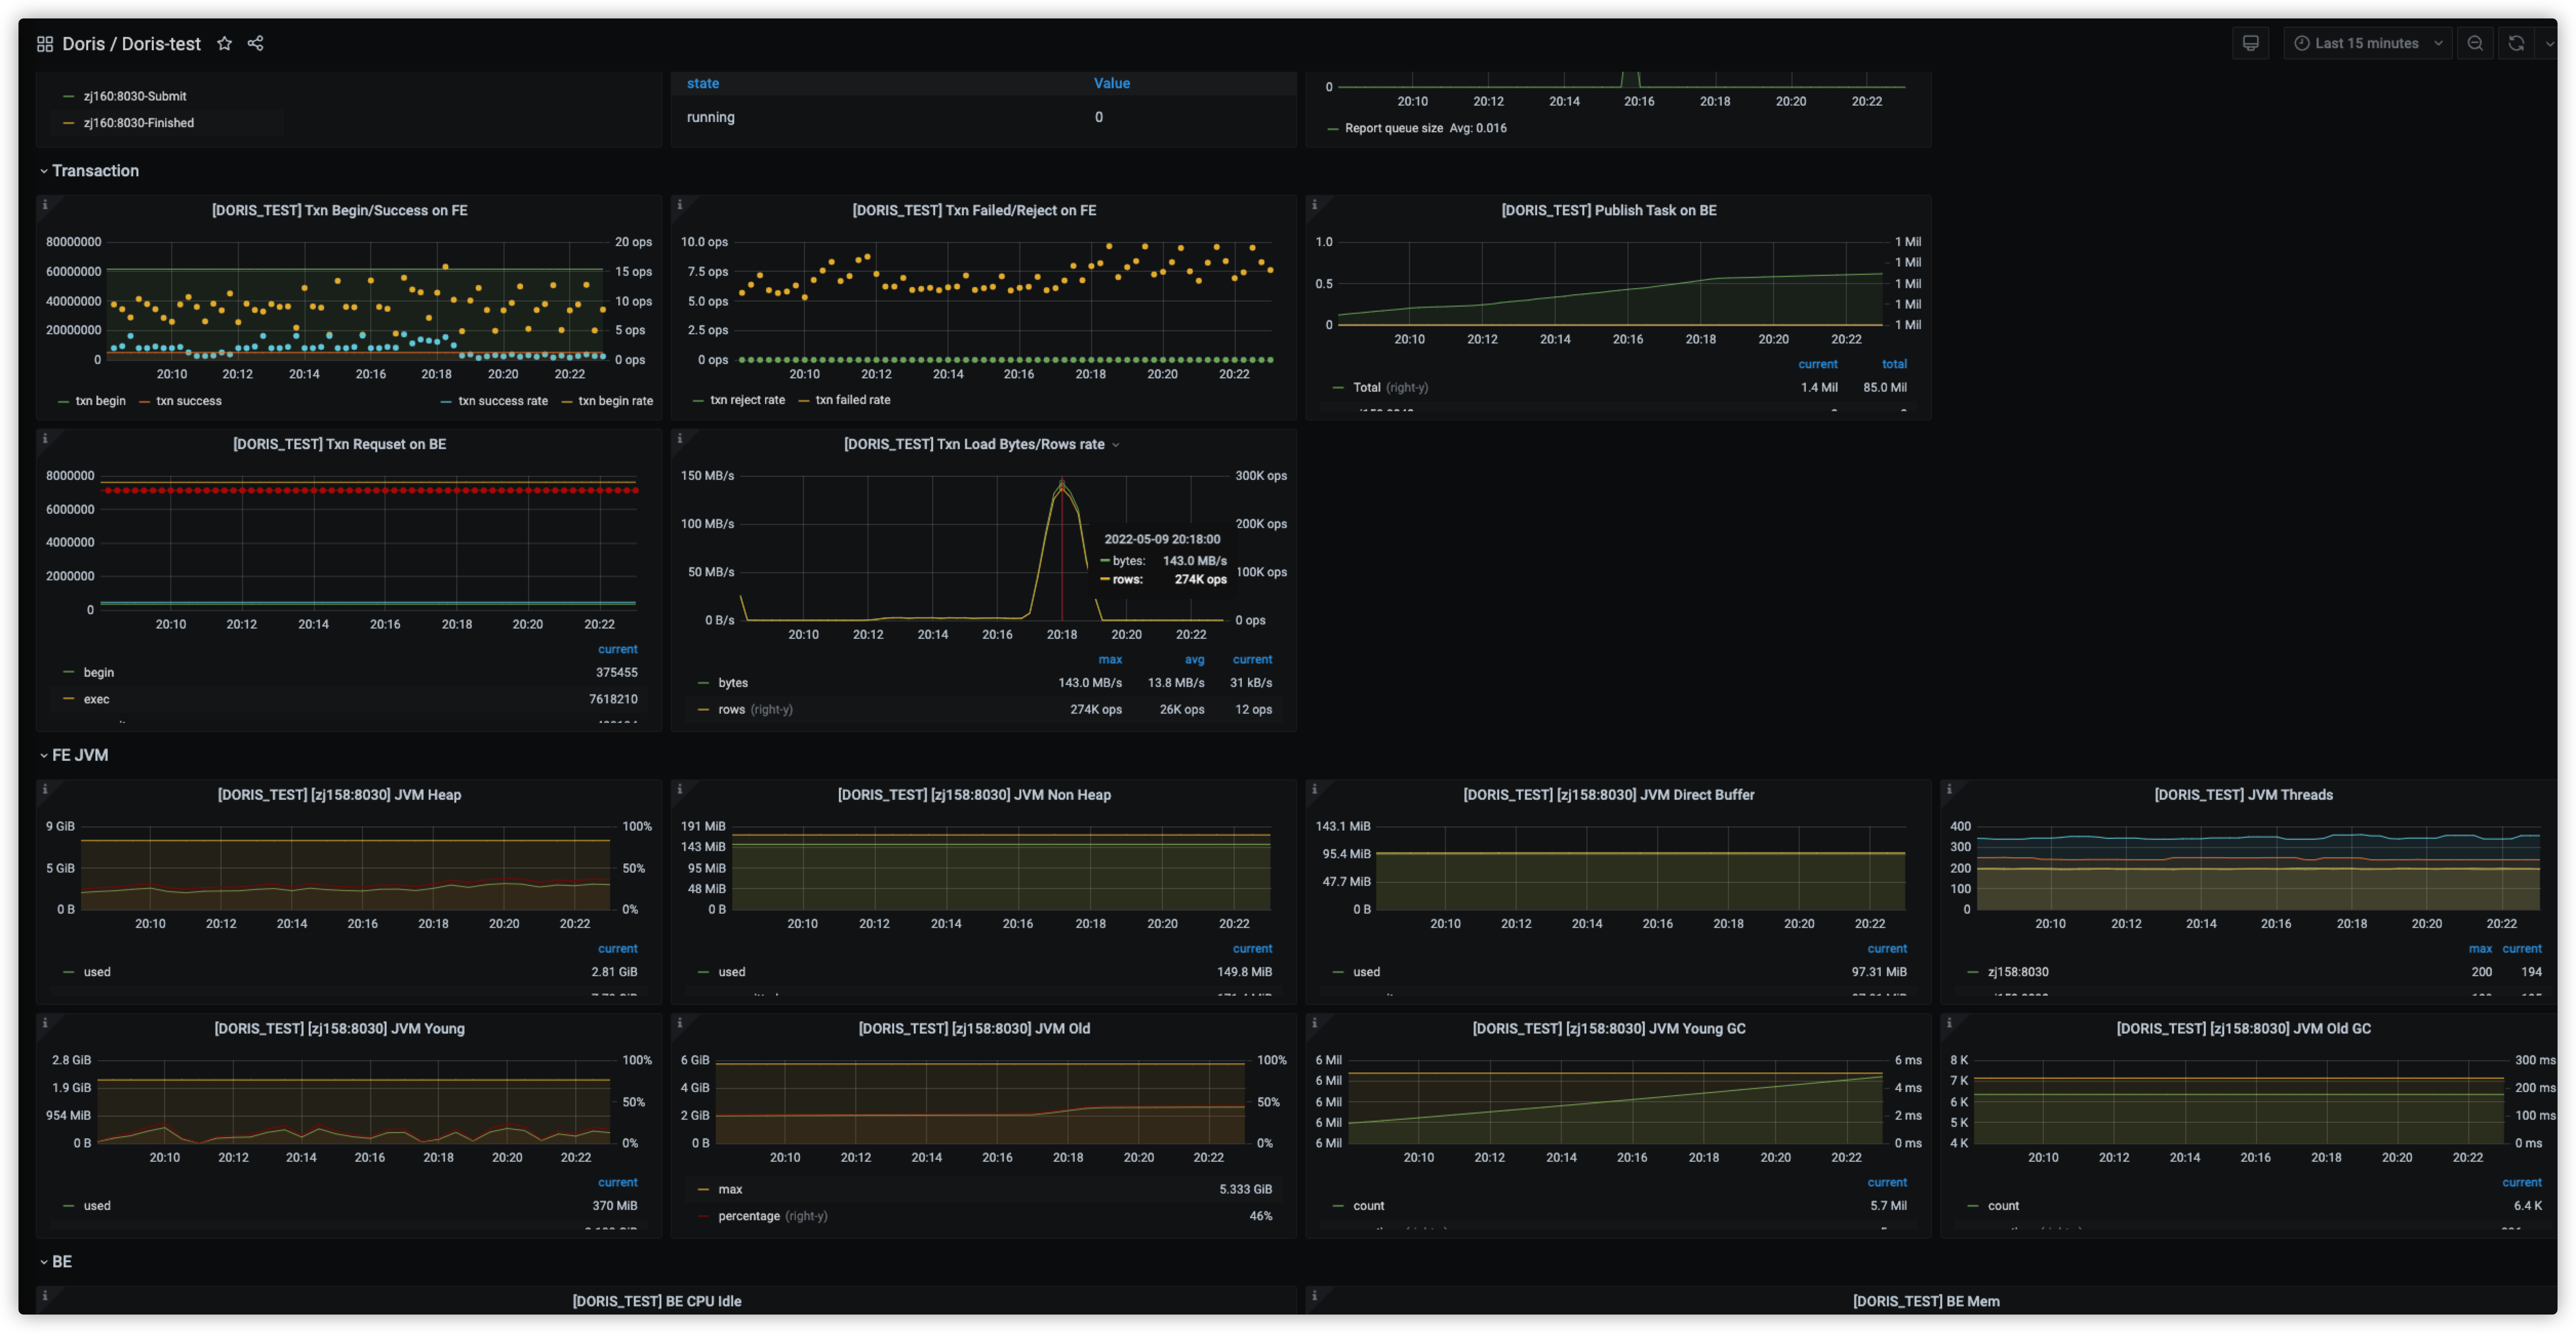 Doris / Doris-test
Last 15 minutes
zj160:8030-Submit
zj160:8030-Finished
state Value
running 0
0
20:10 20:12 20:14 20:16 20:18 20:20 20:22
Report queue size Avg: 0.016
Transaction
[DORIS_TEST] Txn Begin/Success on FE
80000000 20 ops
60000000 15 ops
40000000 10 ops
20000000 5 ops
0 0 ops
20:10 20:12 20:14 20:16 20:18 20:20 20:22
txn begin txn success txn success rate txn begin rate
[DORIS_TEST] Txn Failed/Reject on FE
10.0 ops
7.5 ops
5.0 ops
2.5 ops
0 ops
20:10 20:12 20:14 20:16 20:18 20:20 20:22
txn reject rate txn failed rate
[DORIS_TEST] Publish Task on BE
1.0 1 Mil
1 Mil
0.5 1 Mil
1 Mil
0 1 Mil
20:10 20:12 20:14 20:16 20:18 20:20 20:22
current total
Total (right-y) 1.4 Mil 85.0 Mil
[DORIS_TEST] Txn Requset on BE
8000000
6000000
4000000
2000000
0
20:10 20:12 20:14 20:16 20:18 20:20 20:22
current
begin 375455
exec 7618210
[DORIS_TEST] Txn Load Bytes/Rows rate
150 MB/s 300K ops
100 MB/s 200K ops
50 MB/s 100K ops
0 B/s 0 ops
2022-05-09 20:18:00
bytes: 143.0 MB/s
rows: 274K ops
20:10 20:12 20:14 20:16 20:18 20:20 20:22
max avg current
bytes 143.0 MB/s 13.8 MB/s 31 kB/s
rows (right-y) 274K ops 26K ops 12 ops
FE JVM
[DORIS_TEST] [zj158:8030] JVM Heap
9 GiB 100%
5 GiB 50%
0 B 0%
20:10 20:12 20:14 20:16 20:18 20:20 20:22
current
used 2.81 GiB
[DORIS_TEST] [zj158:8030] JVM Non Heap
191 MiB
143 MiB
95 MiB
48 MiB
0 B
20:10 20:12 20:14 20:16 20:18 20:20 20:22
current
used 149.8 MiB
[DORIS_TEST] [zj158:8030] JVM Direct Buffer
143.1 MiB
95.4 MiB
47.7 MiB
0 B
20:10 20:12 20:14 20:16 20:18 20:20 20:22
current
used 97.31 MiB
[DORIS_TEST] JVM Threads
400
300
200
100
0
20:10 20:12 20:14 20:16 20:18 20:20 20:22
max current
zj158:8030 200 194
[DORIS_TEST] [zj158:8030] JVM Young
2.8 GiB 100%
1.9 GiB
50%
954 MiB
0 B 0%
20:10 20:12 20:14 20:16 20:18 20:20 20:22
current
used 370 MiB
[DORIS_TEST] [zj158:8030] JVM Old
6 GiB 100%
4 GiB
50%
2 GiB
0 B 0%
20:10 20:12 20:14 20:16 20:18 20:20 20:22
max 5.333 GiB
percentage (right-y) 46%
[DORIS_TEST] [zj158:8030] JVM Young GC
6 Mil 6 ms
6 Mil 4 ms
6 Mil
6 Mil 2 ms
6 Mil 0 ms
20:10 20:12 20:14 20:16 20:18 20:20 20:22
current
count 5.7 Mil
[DORIS_TEST] [zj158:8030] JVM Old GC
8 K 300 ms
7 K 200 ms
6 K
5 K 100 ms
4 K 0 ms
20:10 20:12 20:14 20:16 20:18 20:20 20:22
current
count 6.4 K
BE
[DORIS_TEST] BE CPU Idle
[DORIS_TEST] BE Mem